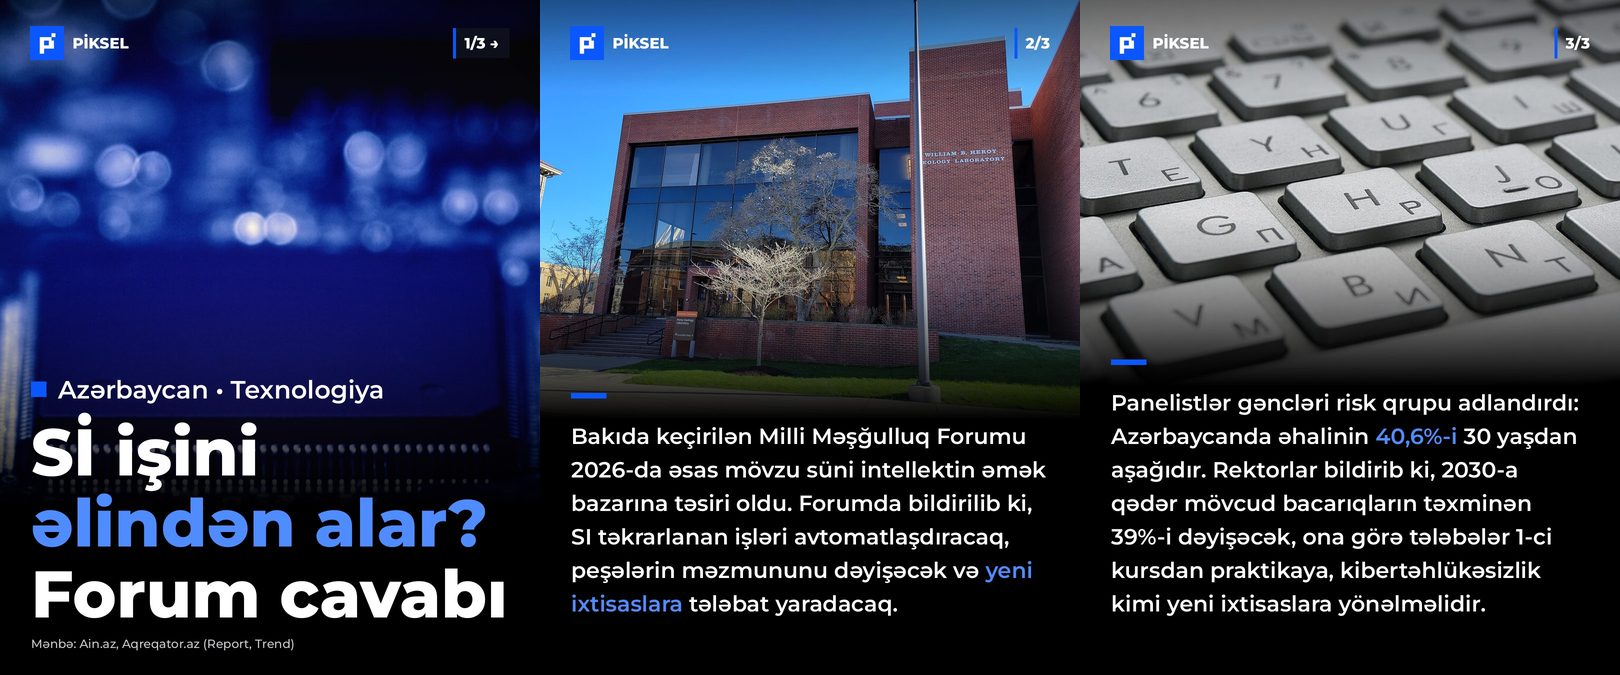 PİKSEL
1/3 →
Azərbaycan • Texnologiya
Sİ işini
əlindən alar?
Forum cavabı
Mənbə: Ain.az, Aqreqator.az (Report, Trend)
PİKSEL
2/3
WILLIAM B. HEROY
GEOLOGY LABORATORY
Bakıda keçirilən Milli Məşğulluq Forumu
2026-da əsas mövzu süni intellektin əmək
bazarına təsiri oldu. Forumda bildirilib ki,
SI təkrarlanan işləri avtomatlaşdıracaq,
peşələrin məzmununu dəyişəcək və yeni
ixtisaslara tələbat yaradacaq.
PİKSEL
3/3
6 7 8 9
T E Y H U Г I Ш
A G П H P J O
V M B И N T
Panelistlər gəncləri risk qrupu adlandırdı:
Azərbaycanda əhalinin 40,6%-i 30 yaşdan
aşağıdır. Rektorlar bildirib ki, 2030-a
qədər mövcud bacarıqların təxminən
39%-i dəyişəcək, ona görə tələbələr 1-ci
kursdan praktikaya, kibertəhlükəsizlik
kimi yeni ixtisaslara yönəlməlidir.